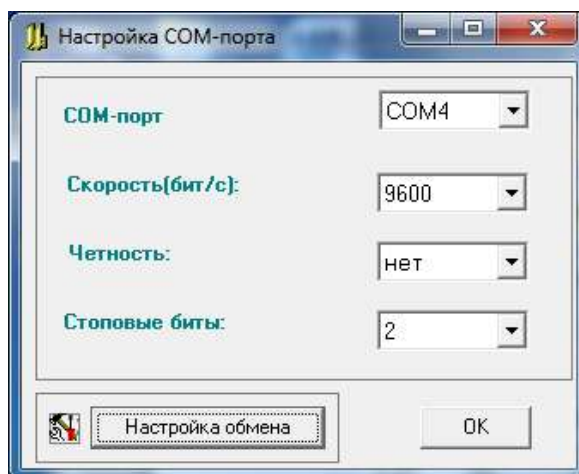 Настройка COM-порта
COM-порт COM4
Скорость(бит/с): 9600
Четность: нет
Стоповые биты: 2
Настройка обмена OK